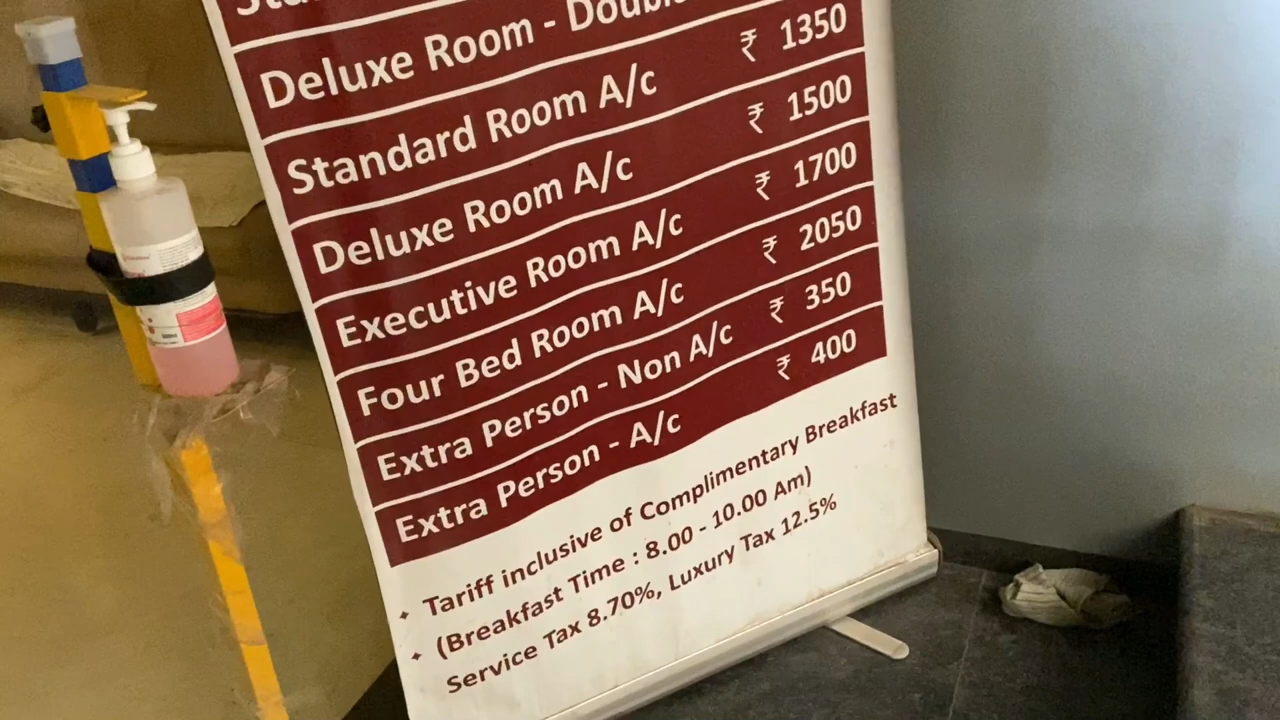 Deluxe Room - Double
Standard Room A/c ₹ 1350
Deluxe Room A/c ₹ 1500
Executive Room A/c ₹ 1700
Four Bed Room A/c ₹ 2050
Extra Person - Non A/c ₹ 350
Extra Person - A/c ₹ 400
Tariff inclusive of Complimentary Breakfast
(Breakfast Time : 8.00 - 10.00 Am)
Service Tax 8.70%, Luxury Tax 12.5%